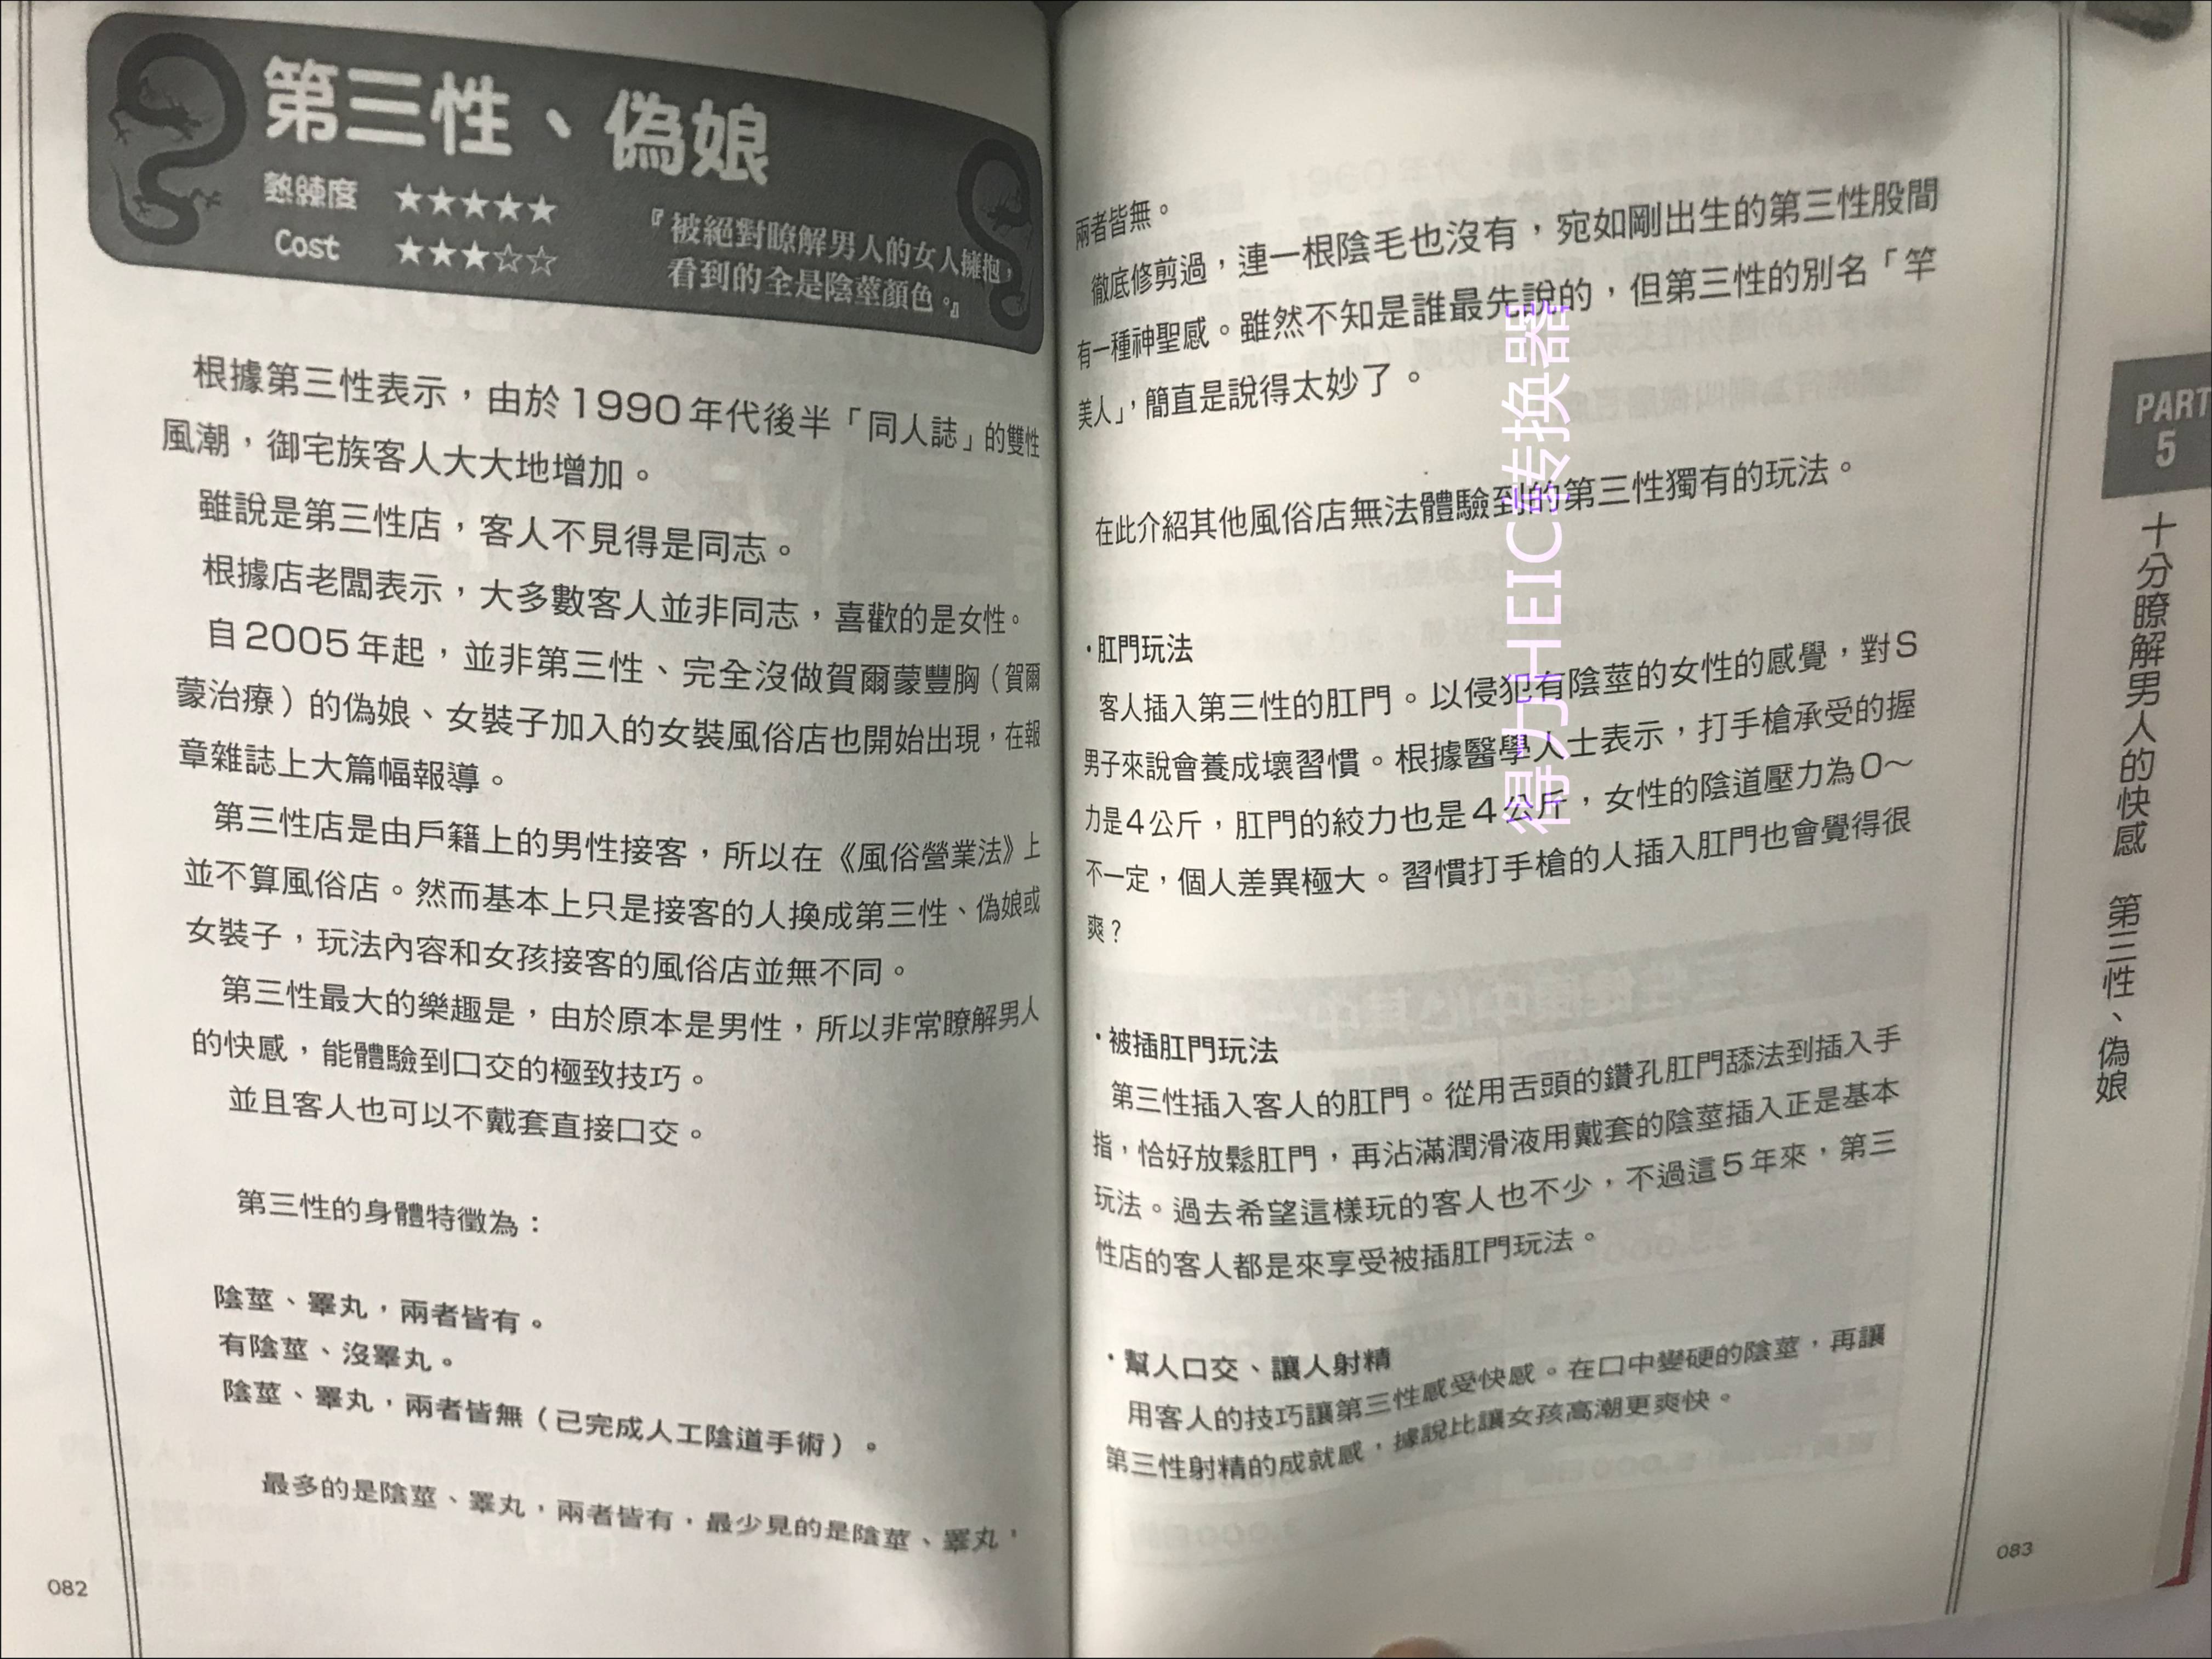 第三性、偽娘
熟練度 ★★★★★
Cost ★★★☆☆
『被絕對瞭解男人的女人擁抱，
看到的全是陰莖顏色。』
根據第三性表示，由於1990年代後半「同人誌」的雙性
風潮，御宅族客人大大地增加。
雖說是第三性店，客人不見得是同志。
根據店老闆表示，大多數客人並非同志，喜歡的是女性。
自2005年起，並非第三性、完全沒做賀爾蒙豐胸（賀爾
蒙治療）的偽娘、女裝子加入的女裝風俗店也開始出現，在報
章雜誌上大篇幅報導。
第三性店是由戶籍上的男性接客，所以在《風俗營業法》上
並不算風俗店。然而基本上只是接客的人換成第三性、偽娘或
女裝子，玩法內容和女孩接客的風俗店並無不同。
第三性最大的樂趣是，由於原本是男性，所以非常瞭解男人
的快感，能體驗到口交的極致技巧。
並且客人也可以不戴套直接口交。
第三性的身體特徵為：
陰莖、睪丸，兩者皆有。
有陰莖、沒睪丸。
陰莖、睪丸，兩者皆無（已完成人工陰道手術）。
最多的是陰莖、睪丸，兩者皆有，最少見的是陰莖、睪丸，
082
兩者皆無。
徹底修剪過，連一根陰毛也沒有，宛如剛出生的第三性股間
有一種神聖感。雖然不知是誰最先說的，但第三性的別名「竿
美人」，簡直是說得太妙了。
在此介紹其他風俗店無法體驗到的第三性獨有的玩法。
・肛門玩法
客人插入第三性的肛門。以侵犯有陰莖的女性的感覺，對S
男子來說會養成壞習慣。根據醫學人士表示，打手槍承受的握
力是4公斤，肛門的絞力也是4公斤，女性的陰道壓力為0～
不一定，個人差異極大。習慣打手槍的人插入肛門也會覺得很
爽？
・被插肛門玩法
第三性插入客人的肛門。從用舌頭的鑽孔肛門舔法到插入手
指，恰好放鬆肛門，再沾滿潤滑液用戴套的陰莖插入正是基本
玩法。過去希望這樣玩的客人也不少，不過這5年來，第三
性店的客人都是來享受被插肛門玩法。
・幫人口交、讓人射精
用客人的技巧讓第三性感受快感。在口中變硬的陰莖，再讓
第三性射精的成就感，據說比讓女孩高潮更爽快。
083
PART
5
十分瞭解男人的快感
第三性、偽娘
得力HEIC转换器